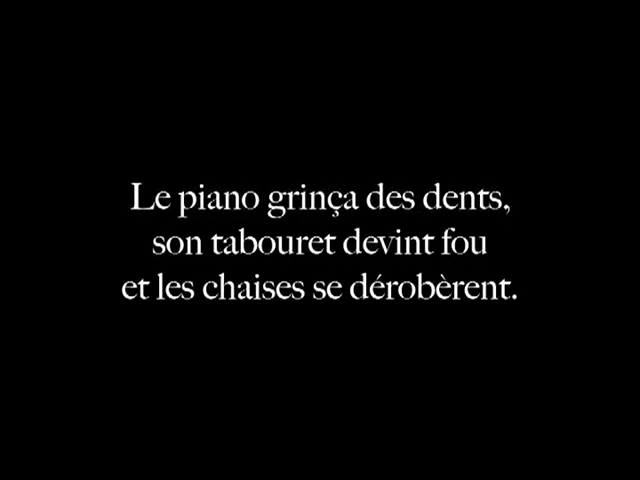 Le piano grinça des dents,
son tabouret devint fou
et les chaises se dérobèrent.